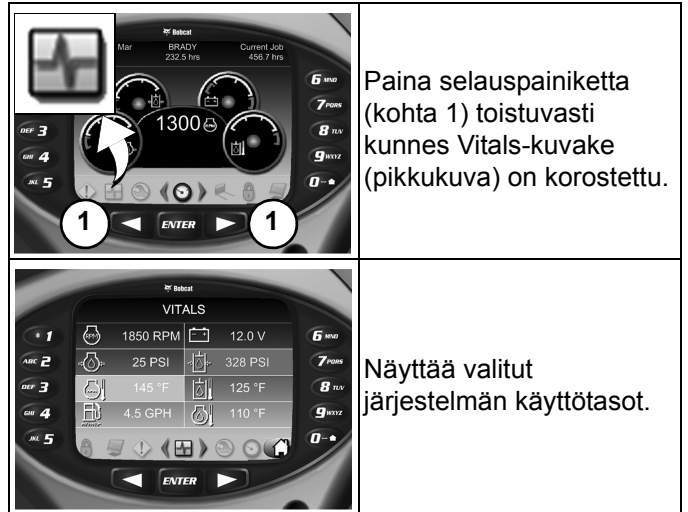 Bobcat
Mar BRADY Current Job
232.5 hrs 456.7 hrs
6 MNO
7 PQRS
DEF 3
1300 RPM
8 TUV
GHI 4
9 WXYZ
JKL 5
0
1 ENTER 1
Paina selauspainiketta
(kohta 1) toistuvasti
kunnes Vitals-kuvake
(pikkukuva) on korostettu.
Bobcat
VITALS
1
1850 RPM 12.0 V
6 MNO
ABC 2
25 PSI 328 PSI
7 PQRS
DEF 3
145 °F 125 °F
8 TUV
GHI 4
4.5 GPH 110 °F
9 WXYZ
JKL 5
0
ENTER
Näyttää valitut
järjestelmän käyttötasot.